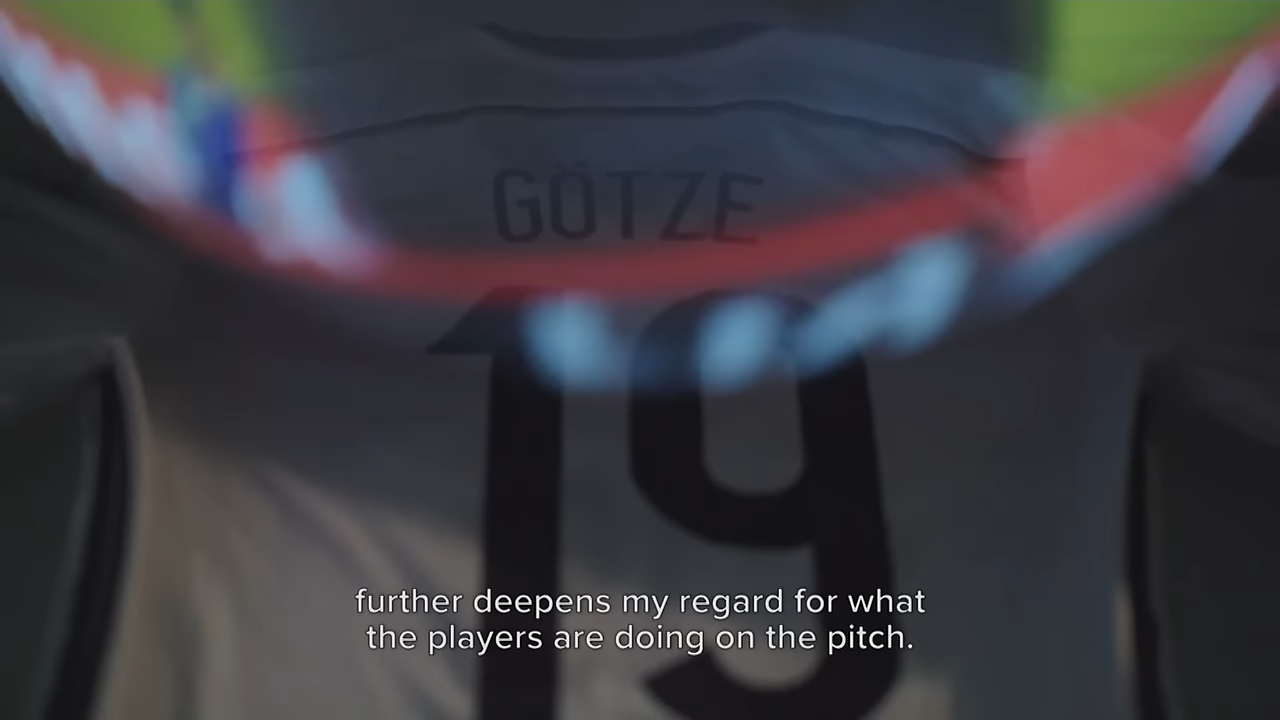 GÖTZE
19
further deepens my regard for what
the players are doing on the pitch.